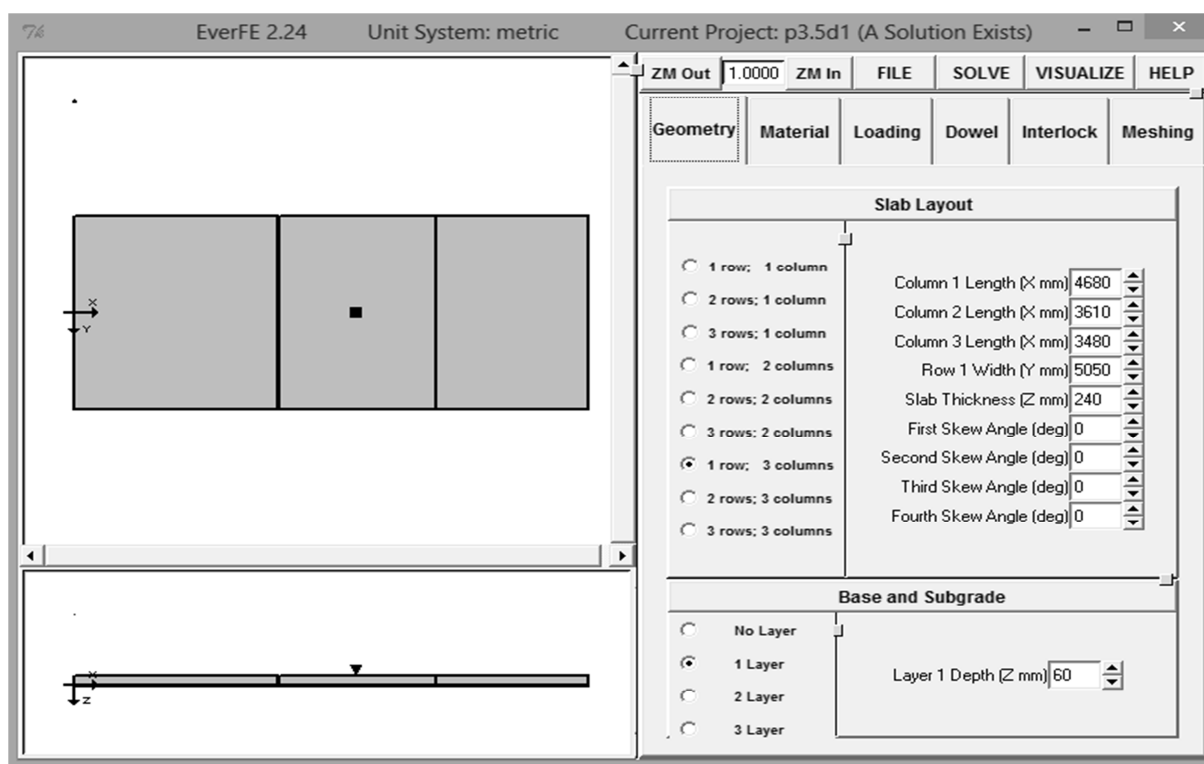 EverFE 2.24 Unit System: metric Current Project: p3.5d1 (A Solution Exists)
ZM Out 1.0000 ZM In FILE SOLVE VISUALIZE HELP
Geometry Material Loading Dowel Interlock Meshing
Slab Layout
1 row; 1 column
2 rows; 1 column
3 rows; 1 column
1 row; 2 columns
2 rows; 2 columns
3 rows; 2 columns
1 row; 3 columns
2 rows; 3 columns
3 rows; 3 columns
Column 1 Length (X mm) 4680
Column 2 Length (X mm) 3610
Column 3 Length (X mm) 3480
Row 1 Width (Y mm) 5050
Slab Thickness (Z mm) 240
First Skew Angle (deg) 0
Second Skew Angle (deg) 0
Third Skew Angle (deg) 0
Fourth Skew Angle (deg) 0
X
Y
Base and Subgrade
No Layer
1 Layer
2 Layer
3 Layer
Layer 1 Depth (Z mm) 60
X
Z